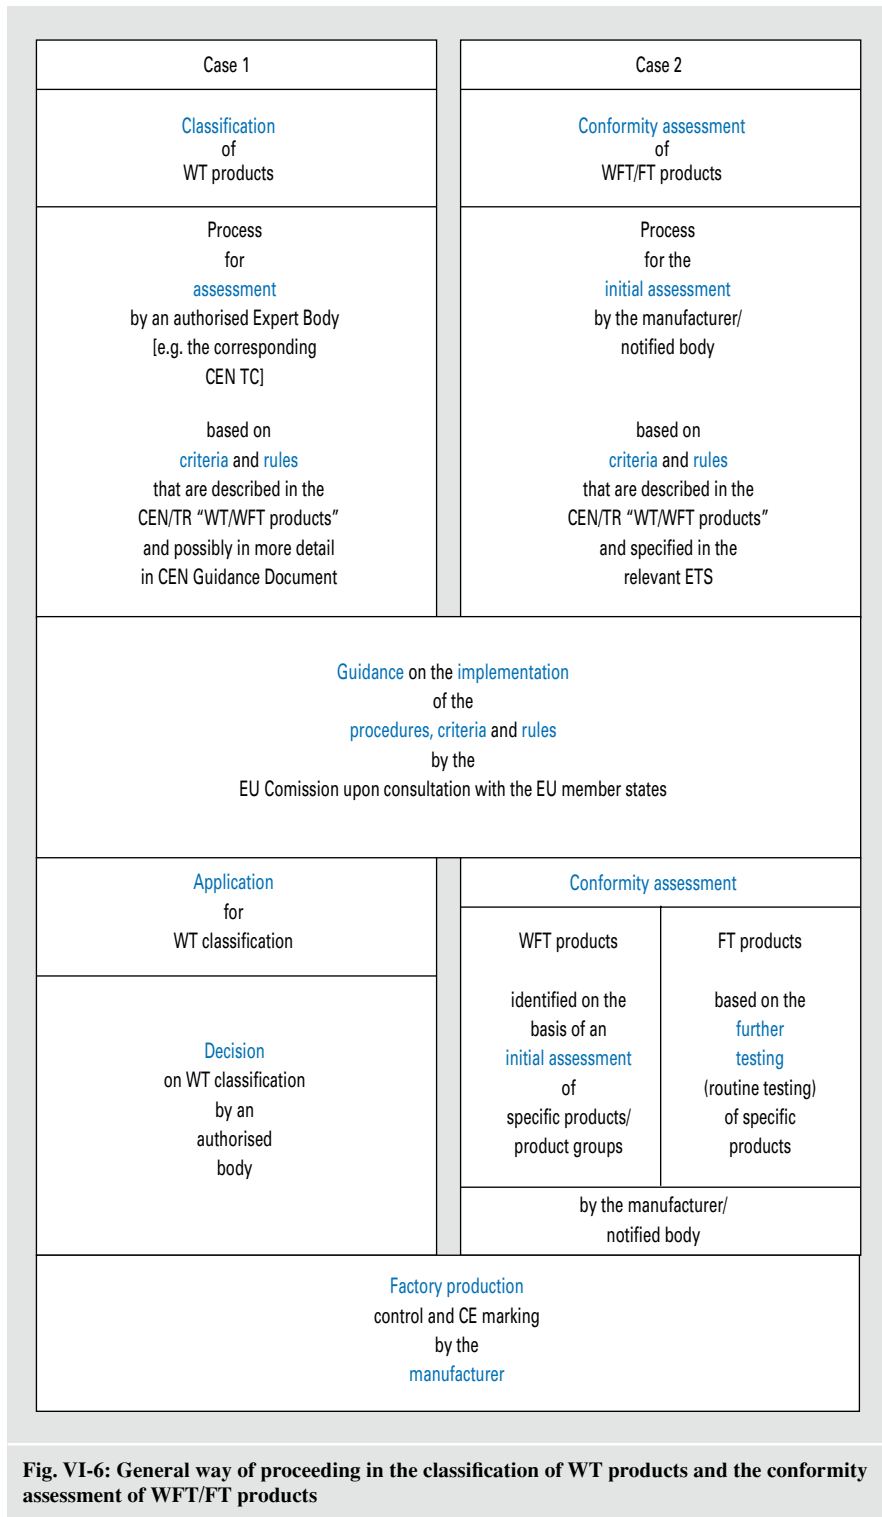 Case 1
Classification
of
WT products
Process
for
assessment
by an authorised Expert Body
[e.g. the corresponding
CEN TC]
based on
criteria and rules
that are described in the
CEN/TR “WT/WFT products”
and possibly in more detail
in CEN Guidance Document
Case 2
Conformity assessment
of
WFT/FT products
Process
for the
initial assessment
by the manufacturer/
notified body
based on
criteria and rules
that are described in the
CEN/TR “WT/WFT products”
and specified in the
relevant ETS
Guidance on the implementation
of the
procedures, criteria and rules
by the
EU Comission upon consultation with the EU member states
Application
for
WT classification
Decision
on WT classification
by an
authorised
body
Conformity assessment
WFT products
identified on the
basis of an
initial assessment
of
specific products/
product groups
FT products
based on the
further
testing
(routine testing)
of specific
products
by the manufacturer/
notified body
Factory production
control and CE marking
by the
manufacturer
Fig. VI-6: General way of proceeding in the classification of WT products and the conformity
assessment of WFT/FT products